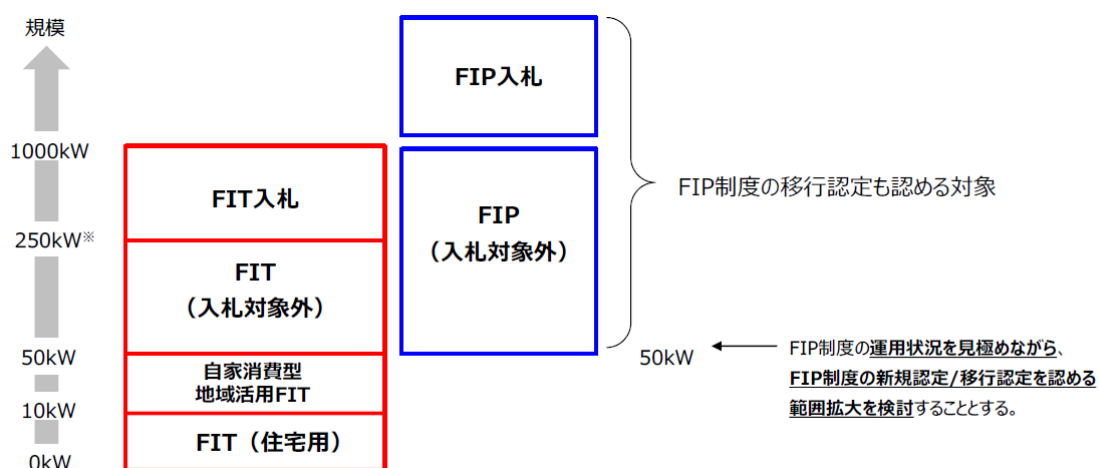 規模
1000kW
250kW※
50kW
10kW
0kW
FIT入札
FIT
（入札対象外）
自家消費型
地域活用FIT
FIT（住宅用）
FIP入札
FIP
（入札対象外）
FIP制度の移行認定も認める対象
50kW
FIP制度の運用状況を見極めながら、
FIP制度の新規認定/移行認定を認める
範囲拡大を検討することとする。